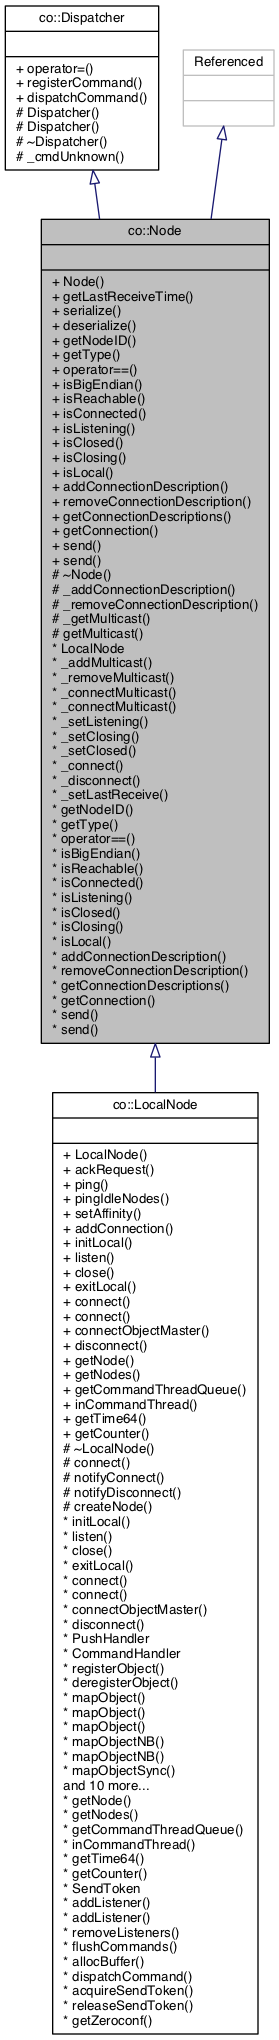 co::Dispatcher
+ operator=()
+ registerCommand()
+ dispatchCommand()
# Dispatcher()
# Dispatcher()
# ~Dispatcher()
# _cmdUnknown()
Referenced
co::Node
+ Node()
+ getLastReceiveTime()
+ serialize()
+ deserialize()
+ getNodeID()
+ getType()
+ operator==()
+ isBigEndian()
+ isReachable()
+ isConnected()
+ isListening()
+ isClosed()
+ isClosing()
+ isLocal()
+ addConnectionDescription()
+ removeConnectionDescription()
+ getConnectionDescriptions()
+ getConnection()
+ send()
+ send()
# ~Node()
# _addConnectionDescription()
# _removeConnectionDescription()
# _getMulticast()
# getMulticast()
* LocalNode
* _addMulticast()
* _removeMulticast()
* _connectMulticast()
* _connectMulticast()
* _setListening()
* _setClosing()
* _setClosed()
* _connect()
* _disconnect()
* _setLastReceive()
* getNodeID()
* getType()
* operator==()
* isBigEndian()
* isReachable()
* isConnected()
* isListening()
* isClosed()
* isClosing()
* isLocal()
* addConnectionDescription()
* removeConnectionDescription()
* getConnectionDescriptions()
* getConnection()
* send()
* send()
co::LocalNode
+ LocalNode()
+ ackRequest()
+ ping()
+ pingIdleNodes()
+ setAffinity()
+ addConnection()
+ initLocal()
+ listen()
+ close()
+ exitLocal()
+ connect()
+ connect()
+ connectObjectMaster()
+ disconnect()
+ getNode()
+ getNodes()
+ getCommandThreadQueue()
+ inCommandThread()
+ getTime64()
+ getCounter()
# ~LocalNode()
# connect()
# notifyConnect()
# notifyDisconnect()
# createNode()
* initLocal()
* listen()
* close()
* exitLocal()
* connect()
* connect()
* connectObjectMaster()
* disconnect()
* PushHandler
* CommandHandler
* registerObject()
* deregisterObject()
* mapObject()
* mapObject()
* mapObject()
* mapObjectNB()
* mapObjectNB()
* mapObjectSync()
and 10 more...
* getNode()
* getNodes()
* getCommandThreadQueue()
* inCommandThread()
* getTime64()
* getCounter()
* SendToken
* addListener()
* addListener()
* removeListeners()
* flushCommands()
* allocBuffer()
* dispatchCommand()
* acquireSendToken()
* releaseSendToken()
* getZeroconf()